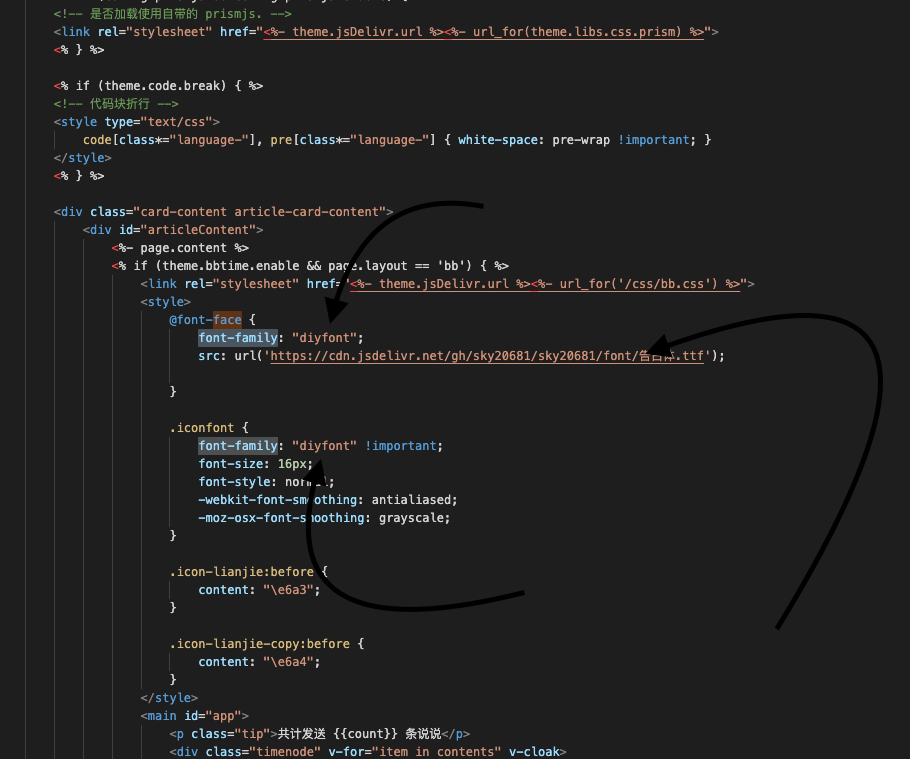 <!-- 是否加载使用自带的 prismjs. -->
<link rel="stylesheet" href="<%- theme.jsDelivr.url %><%- url_for(theme.libs.css.prism) %>">
<% } %>
<% if (theme.code.break) { %>
<!-- 代码块折行 -->
<style type="text/css">
code[class*="language-"], pre[class*="language-"] { white-space: pre-wrap !important; }
</style>
<% } %>
<div class="card-content article-card-content">
<div id="articleContent">
<%- page.content %>
<% if (theme.bbtime.enable && page.layout == 'bb') { %>
<link rel="stylesheet" href="<%- theme.jsDelivr.url %><%- url_for('/css/bb.css') %>">
<style>
@font-face {
font-family: "diyfont";
src: url('https://cdn.jsdelivr.net/gh/sky20681/sky20681/font/告白体.ttf');
}
.iconfont {
font-family: "diyfont" !important;
font-size: 16px;
font-style: normal;
-webkit-font-smoothing: antialiased;
-moz-osx-font-smoothing: grayscale;
}
.icon-lianjie:before {
content: "\e6a3";
}
.icon-lianjie-copy:before {
content: "\e6a4";
}
</style>
<main id="app">
<p class="tip">共计发送 {{count}} 条说说</p>
<div class="timenode" v-for="item in contents" v-cloak>